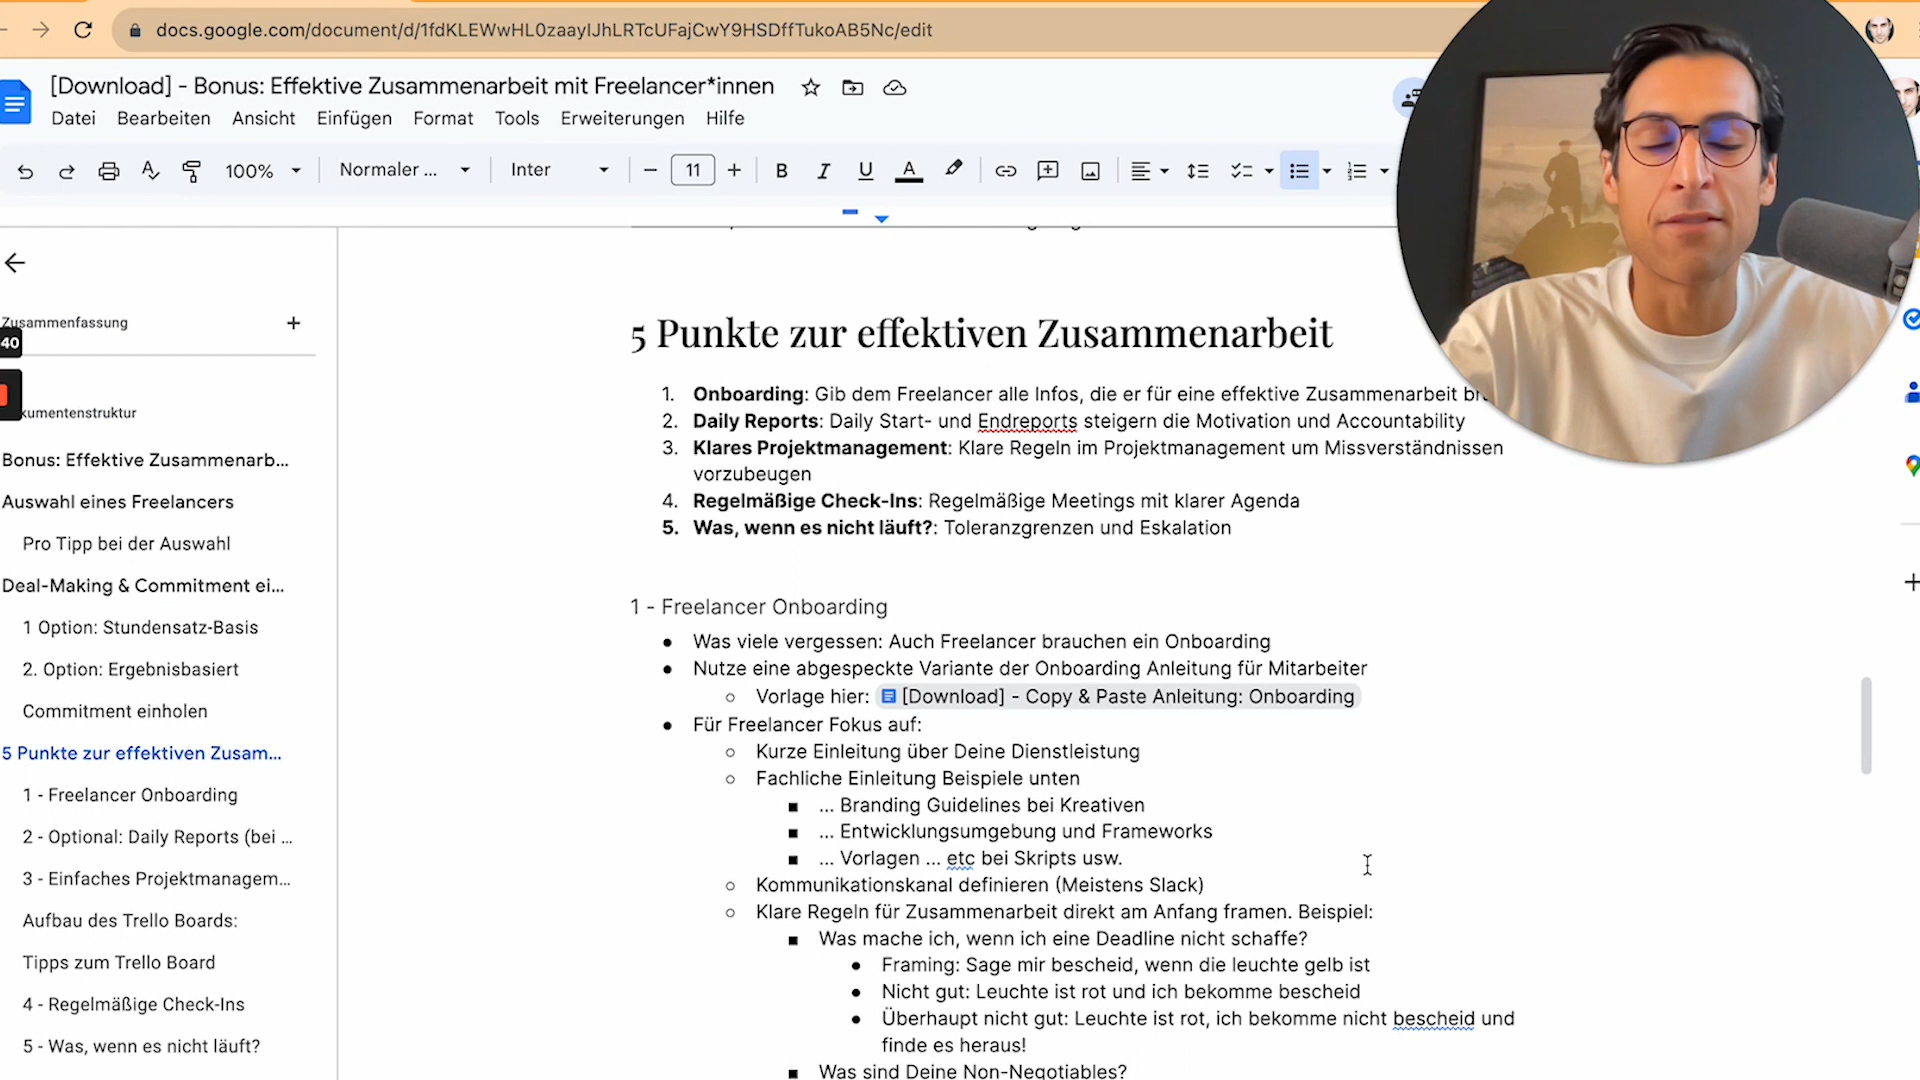 docs.google.com/document/d/1fdKLEWwHL0zaayIJhLRTcUFajCwY9HSDffTukoAB5Nc/edit
[Download] - Bonus: Effektive Zusammenarbeit mit Freelancer*innen
Datei Bearbeiten Ansicht Einfügen Format Tools Erweiterungen Hilfe
100% Normaler ... Inter 11 B I U A
Zusammenfassung
40
kumentenstruktur
Bonus: Effektive Zusammenarb...
Auswahl eines Freelancers
Pro Tipp bei der Auswahl
Deal-Making & Commitment ei...
1 Option: Stundensatz-Basis
2. Option: Ergebnisbasiert
Commitment einholen
5 Punkte zur effektiven Zusam...
1 - Freelancer Onboarding
2 - Optional: Daily Reports (bei ...
3 - Einfaches Projektmanagem...
Aufbau des Trello Boards:
Tipps zum Trello Board
4 - Regelmäßige Check-Ins
5 - Was, wenn es nicht läuft?
5 Punkte zur effektiven Zusammenarbeit
1. Onboarding: Gib dem Freelancer alle Infos, die er für eine effektive Zusammenarbeit
2. Daily Reports: Daily Start- und Endreports steigern die Motivation und Accountability
3. Klares Projektmanagement: Klare Regeln im Projektmanagement um Missverständnissen
vorzubeugen
4. Regelmäßige Check-Ins: Regelmäßige Meetings mit klarer Agenda
5. Was, wenn es nicht läuft?: Toleranzgrenzen und Eskalation
1 - Freelancer Onboarding
● Was viele vergessen: Auch Freelancer brauchen ein Onboarding
● Nutze eine abgespeckte Variante der Onboarding Anleitung für Mitarbeiter
○ Vorlage hier: [Download] - Copy & Paste Anleitung: Onboarding
● Für Freelancer Fokus auf:
○ Kurze Einleitung über Deine Dienstleistung
○ Fachliche Einleitung Beispiele unten
■ ... Branding Guidelines bei Kreativen
■ ... Entwicklungsumgebung und Frameworks
■ ... Vorlagen ... etc bei Skripts usw.
○ Kommunikationskanal definieren (Meistens Slack)
○ Klare Regeln für Zusammenarbeit direkt am Anfang framen. Beispiel:
■ Was mache ich, wenn ich eine Deadline nicht schaffe?
● Framing: Sage mir bescheid, wenn die leuchte gelb ist
● Nicht gut: Leuchte ist rot und ich bekomme bescheid
● Überhaupt nicht gut: Leuchte ist rot, ich bekomme nicht bescheid und
finde es heraus!
■ Was sind Deine Non-Negotiables?